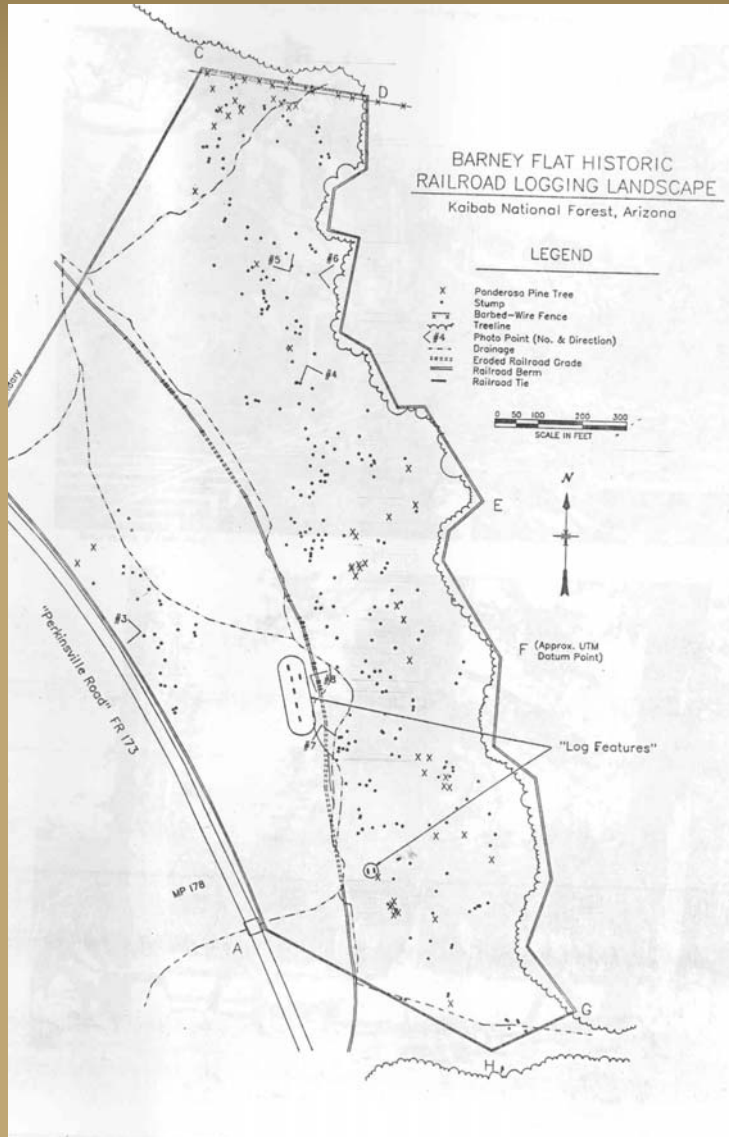 C
D
BARNEY FLAT HISTORIC
RAILROAD LOGGING LANDSCAPE
Kaibab National Forest, Arizona
LEGEND
X Ponderosa Pine Tree
Stump
Barbed-Wire Fence
Treeline
#4 Photo Point (No. & Direction)
Drainage
Eroded Railroad Grade
Railroad Berm
Railroad Tie
0 50 100 200 300
SCALE IN FEET
N
#5
#6
#4
E
F (Approx. UTM
Datum Point)
#3
"Perkinsville Road" FR 173
#8
#7
"Log Features"
MP 178
A
G
H